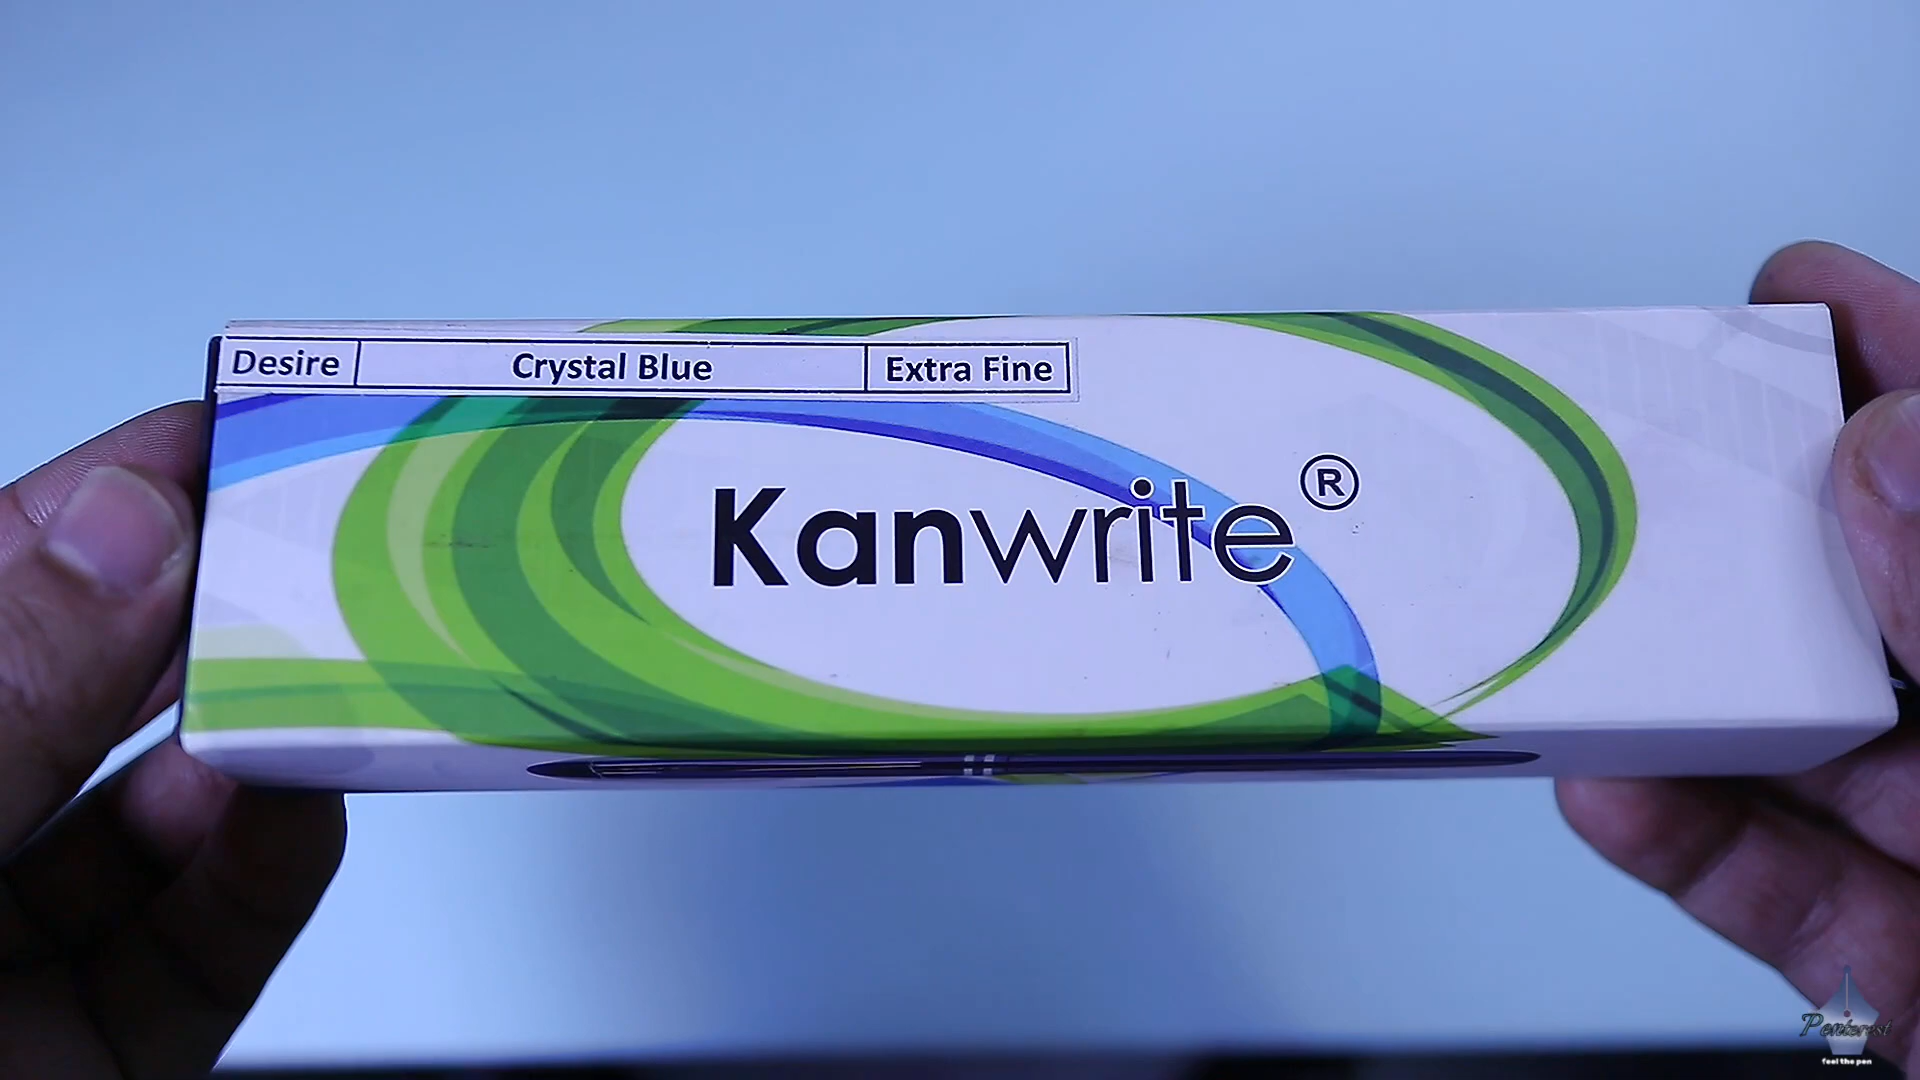 Desire Crystal Blue Extra Fine
Kanwrite ®
Penterest
feel the pen